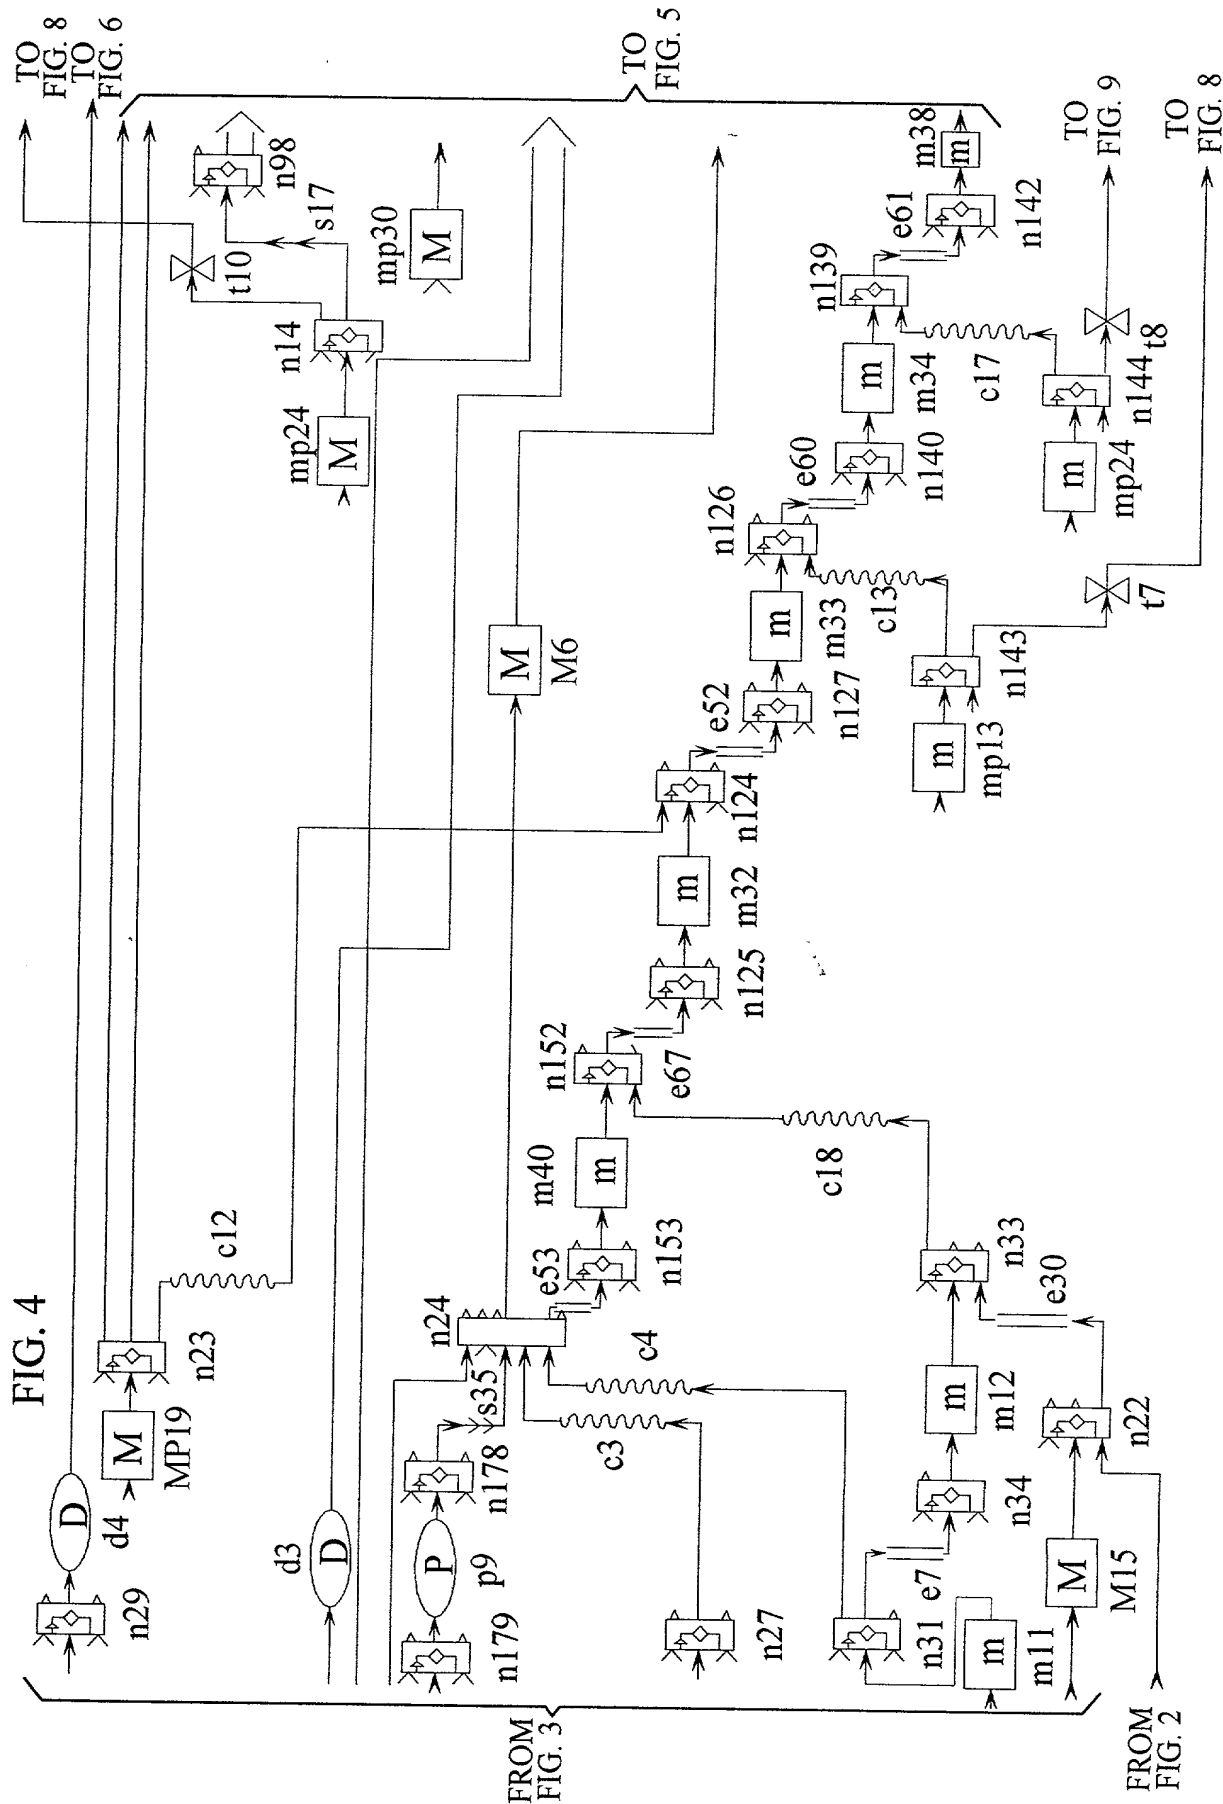 FIG. 4
TO
FIG. 8
TO
FIG. 6
TO
FIG. 5
TO
FIG. 9
TO
FIG. 8
FROM
FIG. 3
FROM
FIG. 2
n29
D
d4
M
MP19
n23
c12
mp24
M
n14
t10
s17
n98
mp30
M
d3
D
n179
P
p9
n178
s35
n24
M
M6
c3
c4
n27
e53
n153
m40
m
n152
e67
n125
m32
m
n124
e52
n127
m33
m
n126
e60
n140
m34
m
n139
e61
n142
m38
m
c18
c13
c17
n31
e7
m
m11
n34
m12
m
n33
e30
M
M15
n22
mp13
m
n143
t7
mp24
m
n144
t8